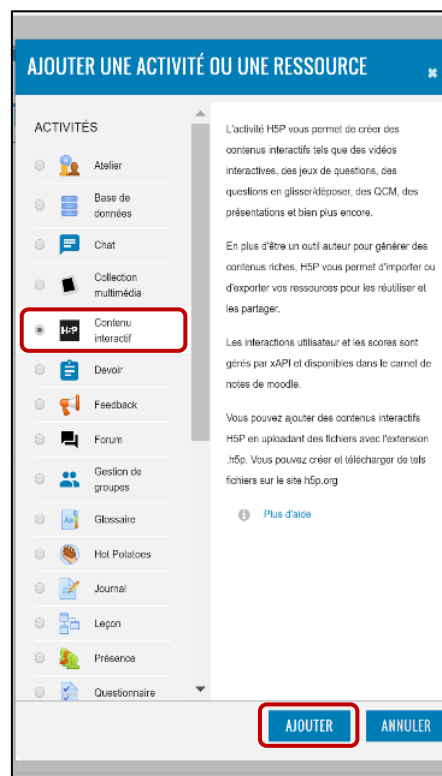 AJOUTER UNE ACTIVITÉ OU UNE RESSOURCE
ACTIVITÉS
Atelier
Base de
données
Chat
Collection
multimédia
H5P
Contenu
interactif
Devoir
Feedback
Forum
Gestion de
groupes
Glossaire
Hot Potatoes
Journal
Leçon
Présence
Questionnaire
L'activité H5P vous permet de créer des
contenus interactifs tels que des vidéos
interactives, des jeux de questions, des
questions en glisser/déposer, des QCM, des
présentations et bien plus encore.
En plus d'être un outil auteur pour générer des
contenus riches, H5P vous permet d'importer ou
d'exporter vos ressources pour les réutiliser et
les partager.
Les interactions utilisateur et les scores sont
gérés par xAPI et disponibles dans le carnet de
notes de moodle.
Vous pouvez ajouter des contenus interactifs
H5P en uploadant des fichiers avec l'extension
.h5p. Vous pouvez créer et télécharger de tels
fichiers sur le site h5p.org
Plus d'aide
AJOUTER
ANNULER